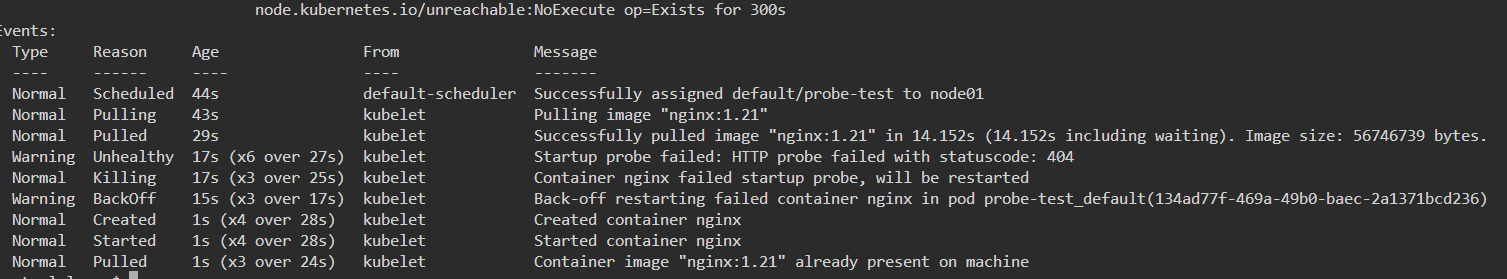 node.kubernetes.io/unreachable:NoExecute op=Exists for 300s
Events:
Type Reason Age From Message
---- ------ ---- ---- -------
Normal Scheduled 44s default-scheduler Successfully assigned default/probe-test to node01
Normal Pulling 43s kubelet Pulling image "nginx:1.21"
Normal Pulled 29s kubelet Successfully pulled image "nginx:1.21" in 14.152s (14.152s including waiting). Image size: 56746739 bytes.
Warning Unhealthy 17s (x6 over 27s) kubelet Startup probe failed: HTTP probe failed with statuscode: 404
Normal Killing 17s (x3 over 25s) kubelet Container nginx failed startup probe, will be restarted
Warning BackOff 15s (x3 over 17s) kubelet Back-off restarting failed container nginx in pod probe-test_default(134ad77f-469a-49b0-baec-2a1371bcd236)
Normal Created 1s (x4 over 28s) kubelet Created container nginx
Normal Started 1s (x4 over 28s) kubelet Started container nginx
Normal Pulled 1s (x3 over 24s) kubelet Container image "nginx:1.21" already present on machine